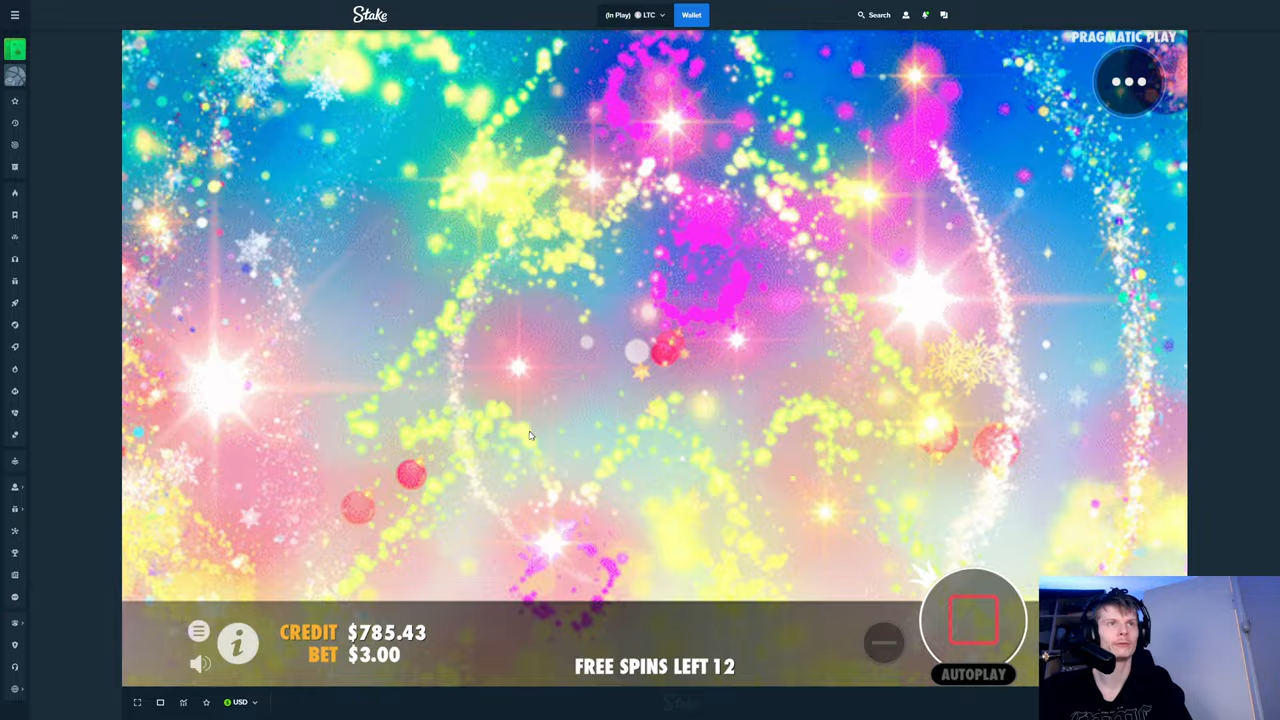 Stake
(In Play) LTC
Wallet
Search
PRAGMATIC PLAY
CREDIT $785.43
BET $3.00
FREE SPINS LEFT 12
AUTOPLAY
USD